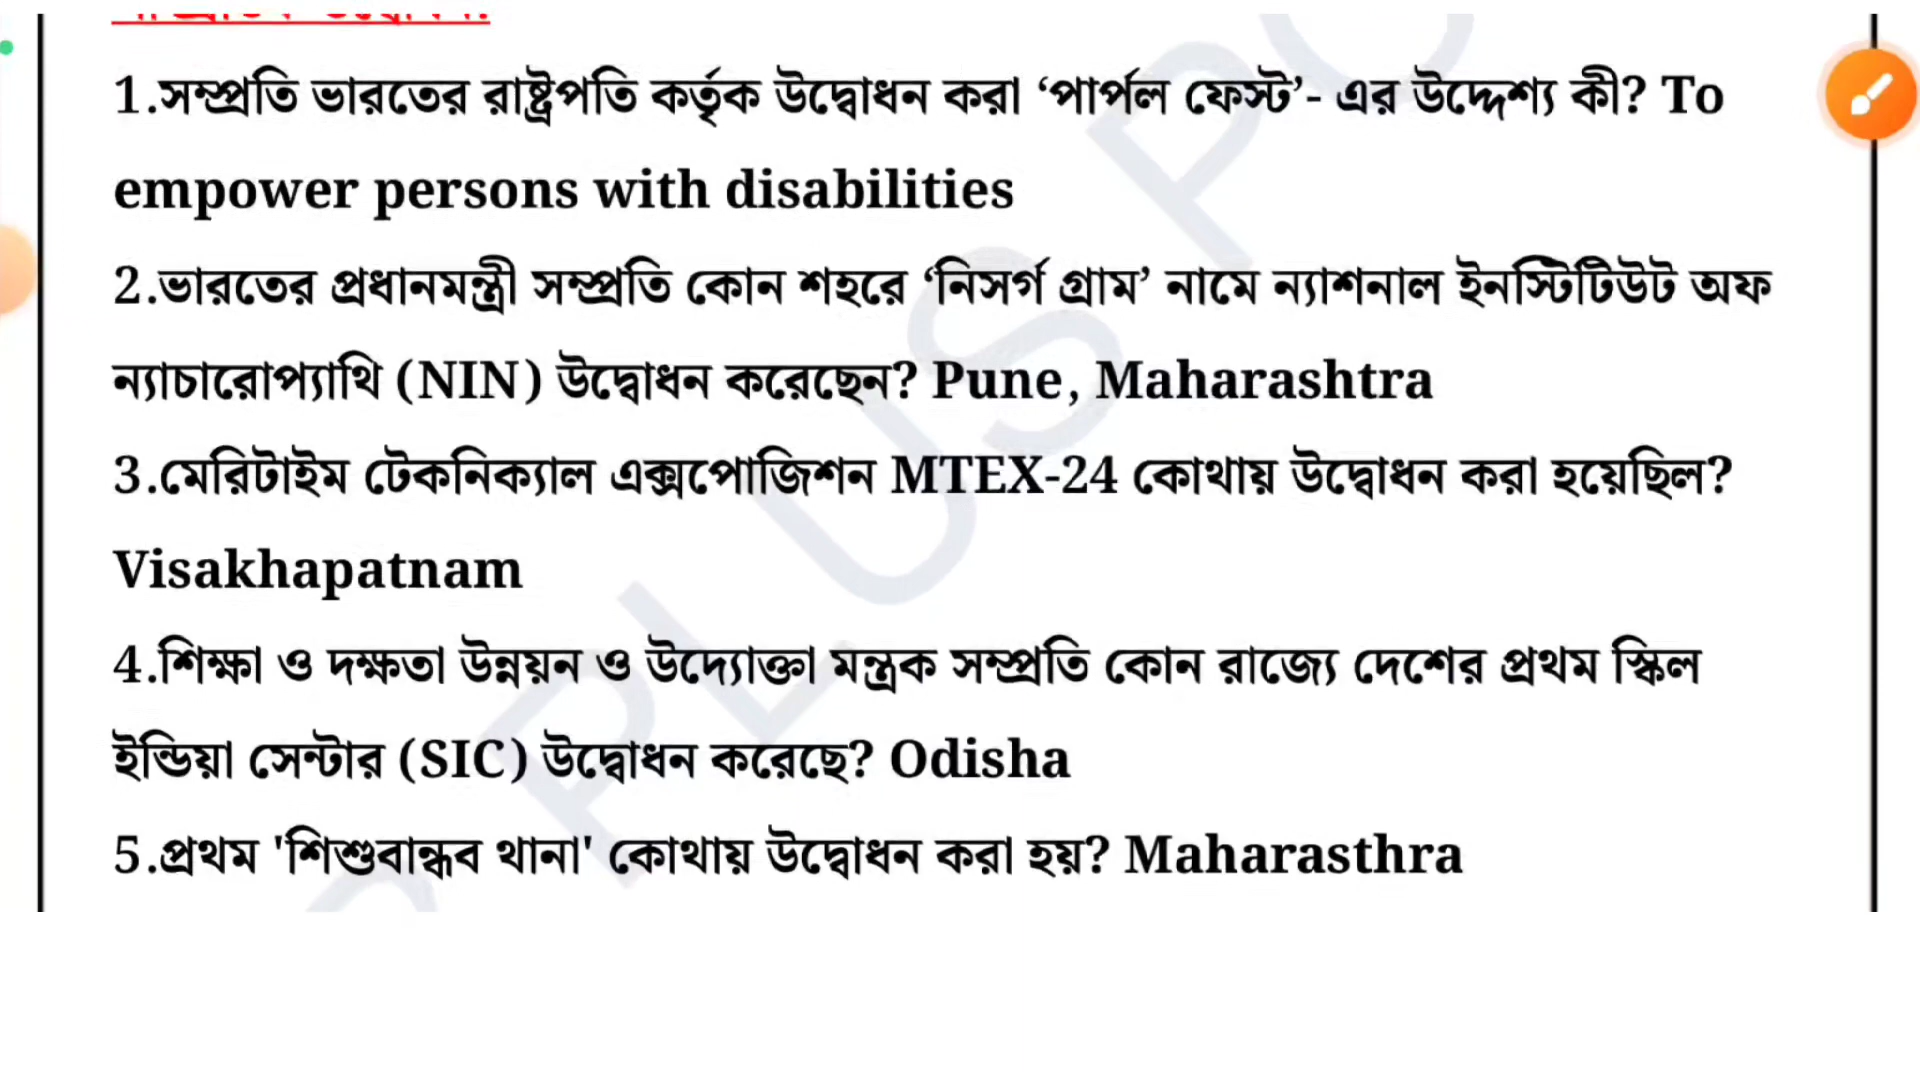 1.সম্প্রতি ভারতের রাষ্ট্রপতি কর্তৃক উদ্বোধন করা ‘পার্পল ফেস্ট’- এর উদ্দেশ্য কী? To
empower persons with disabilities
2.ভারতের প্রধানমন্ত্রী সম্প্রতি কোন শহরে ‘নিসর্গ গ্রাম’ নামে ন্যাশনাল ইনস্টিটিউট অফ
ন্যাচারোপ্যাথি (NIN) উদ্বোধন করেছেন? Pune, Maharashtra
3.মেরিটাইম টেকনিক্যাল এক্সপোজিশন MTEX-24 কোথায় উদ্বোধন করা হয়েছিল?
Visakhapatnam
4.শিক্ষা ও দক্ষতা উন্নয়ন ও উদ্যোক্তা মন্ত্রক সম্প্রতি কোন রাজ্যে দেশের প্রথম স্কিল
ইন্ডিয়া সেন্টার (SIC) উদ্বোধন করেছে? Odisha
5.প্রথম 'শিশুবান্ধব থানা' কোথায় উদ্বোধন করা হয়? Maharasthra
PLUS